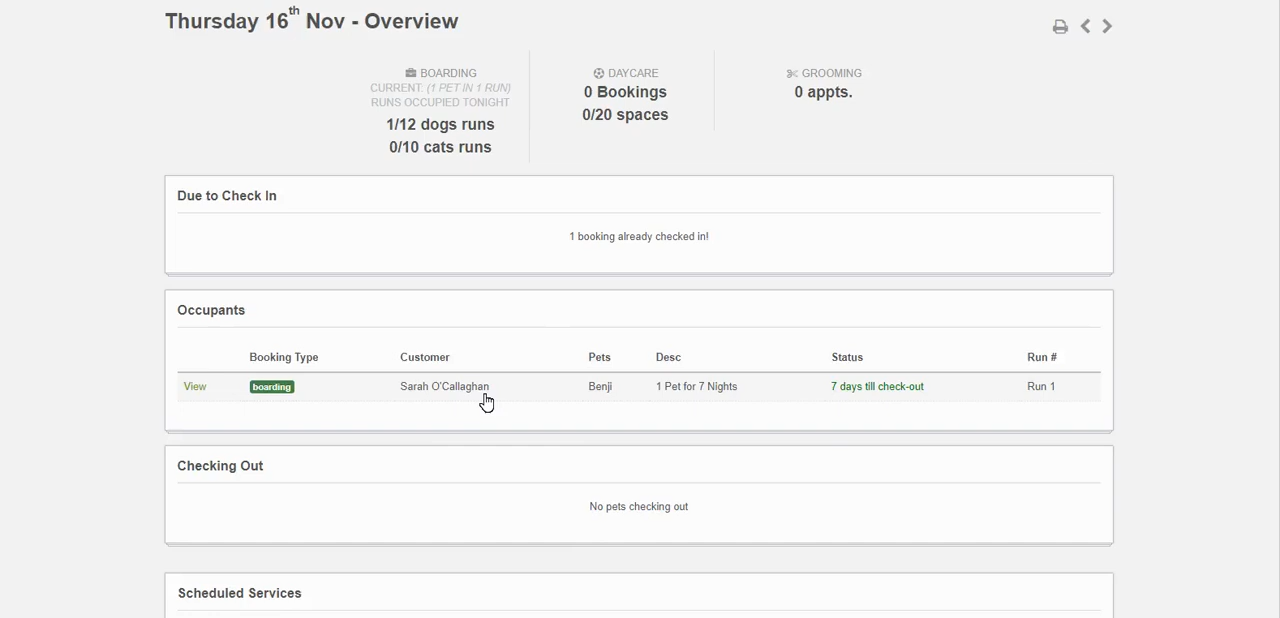 Thursday 16th Nov - Overview
BOARDING
CURRENT: (1 PET IN 1 RUN)
RUNS OCCUPIED TONIGHT
1/12 dogs runs
0/10 cats runs
DAYCARE
0 Bookings
0/20 spaces
GROOMING
0 appts.
Due to Check In
1 booking already checked in!
Occupants
Booking Type Customer Pets Desc Status Run #
View boarding Sarah O'Callaghan Benji 1 Pet for 7 Nights 7 days till check-out Run 1
Checking Out
No pets checking out
Scheduled Services